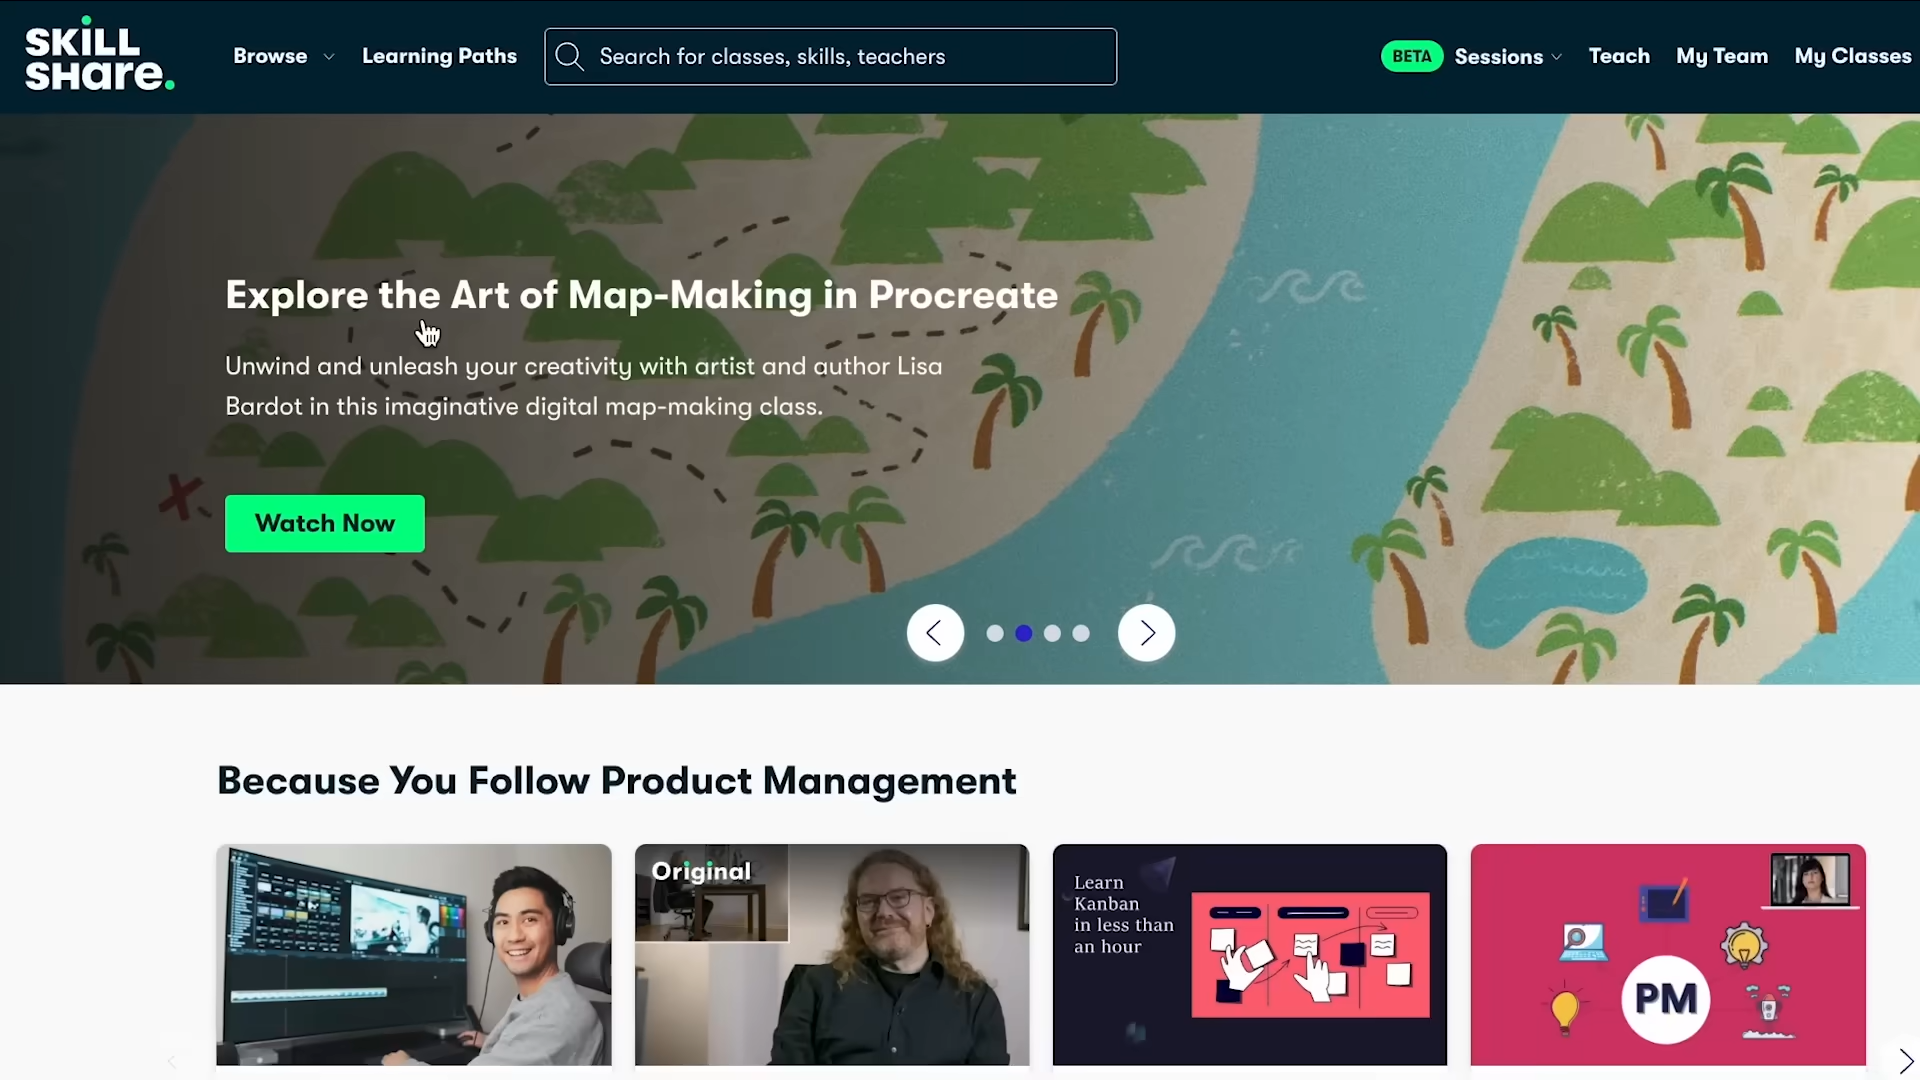 SKILL
SHare.
Browse
Learning Paths
Search for classes, skills, teachers
BETA
Sessions
Teach
My Team
My Classes
Explore the Art of Map-Making in Procreate
Unwind and unleash your creativity with artist and author Lisa
Bardot in this imaginative digital map-making class.
Watch Now
Because You Follow Product Management
Original
Learn
Kanban
in less than
an hour
PM